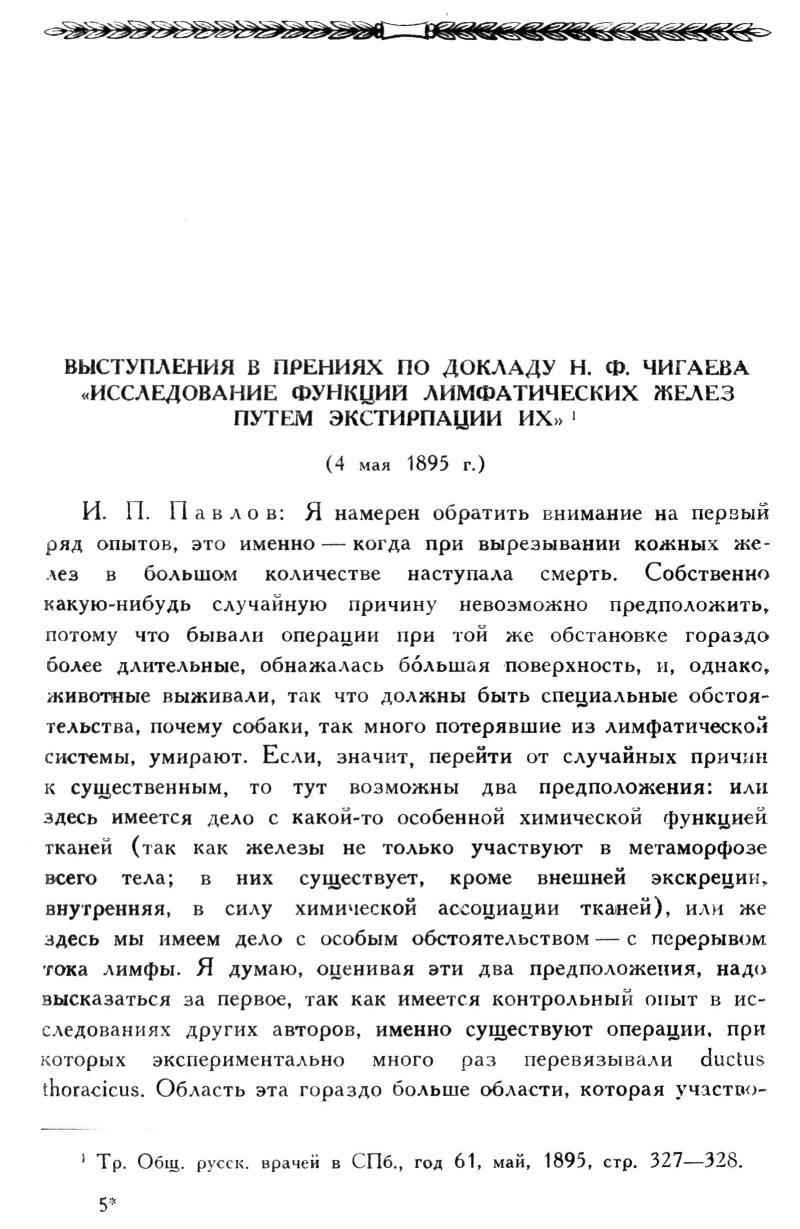 ВЫСТУПЛЕНИЯ В ПРЕНИЯХ ПО ДОКЛАДУ Н. Ф. ЧИГАЕВА
«ИССЛЕДОВАНИЕ ФУНКЦИЙ ЛИМФАТИЧЕСКИХ ЖЕЛЕЗ
ПУТЕМ ЭКСТИРПАЦИИ ИХ» ¹
(4 мая 1895 г.)
И. П. Павлов: Я намерен обратить внимание на первый
ряд опытов, это именно — когда при вырезывании кожных же-
лез в большом количестве наступала смерть. Собственно
какую-нибудь случайную причину невозможно предположить,
потому что бывали операции при той же обстановке гораздо
более длительные, обнажалась бо́льшая поверхность, и, однако,
животные выживали, так что должны быть специальные обстоя-
тельства, почему собаки, так много потерявшие из лимфатической
системы, умирают. Если, значит, перейти от случайных причин
к существенным, то тут возможны два предположения: или
здесь имеется дело с какой-то особенной химической функцией
тканей (так как железы не только участвуют в метаморфозе
всего тела; в них существует, кроме внешней экскреции,
внутренняя, в силу химической ассоциации тканей), или же
здесь мы имеем дело с особым обстоятельством — с перерывом
тока лимфы. Я думаю, оценивая эти два предположения, надо
высказаться за первое, так как имеется контрольный опыт в ис-
следованиях других авторов, именно существуют операции, при
которых экспериментально много раз перевязывали ductus
thoracicus. Область эта гораздо больше области, которая участво-
¹ Тр. Общ. русск. врачей в СПб., год 61, май, 1895, стр. 327—328.
5*